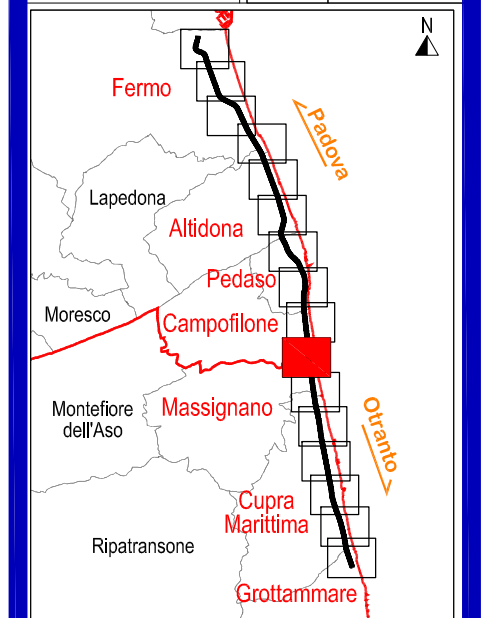 N
Fermo
Padova
Lapedona
Altidona
Pedaso
Moresco
Campofilone
Massignano
Montefiore
dell'Aso
Otranto
Cupra
Marittima
Ripatransone
Grottammare